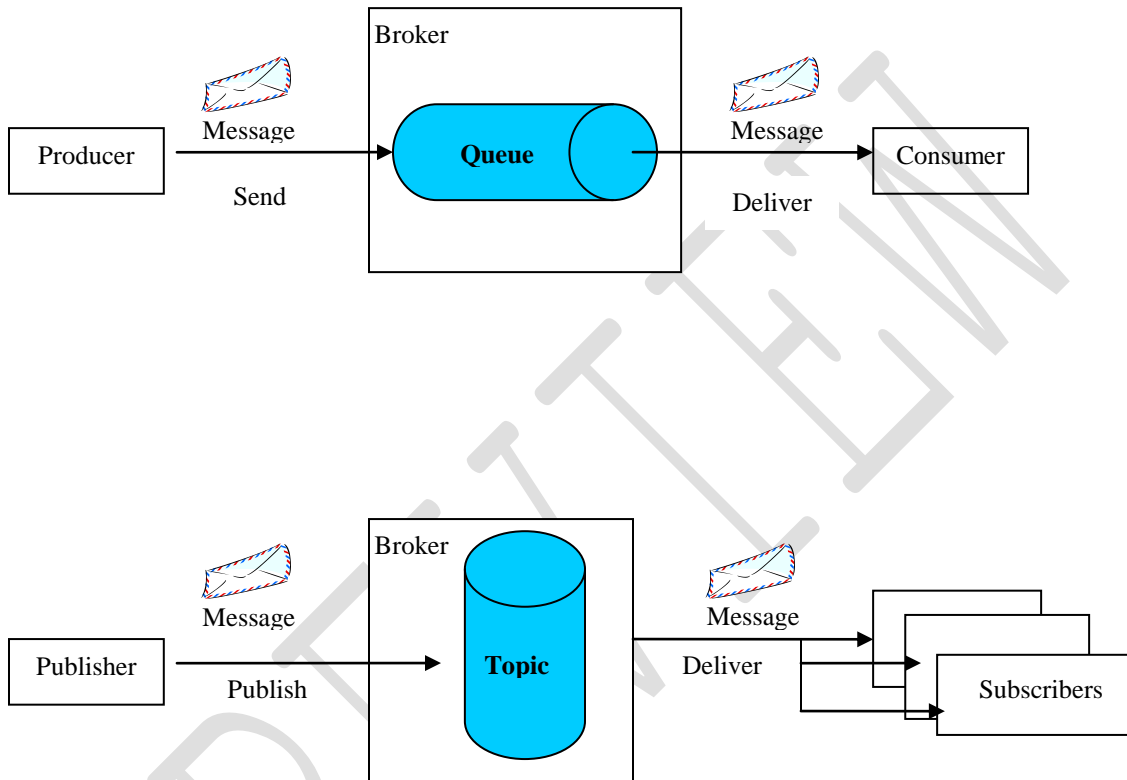 Broker
Message
Message
Producer
Queue
Consumer
Send
Deliver
Broker
Message
Message
Publisher
Topic
Subscribers
Publish
Deliver